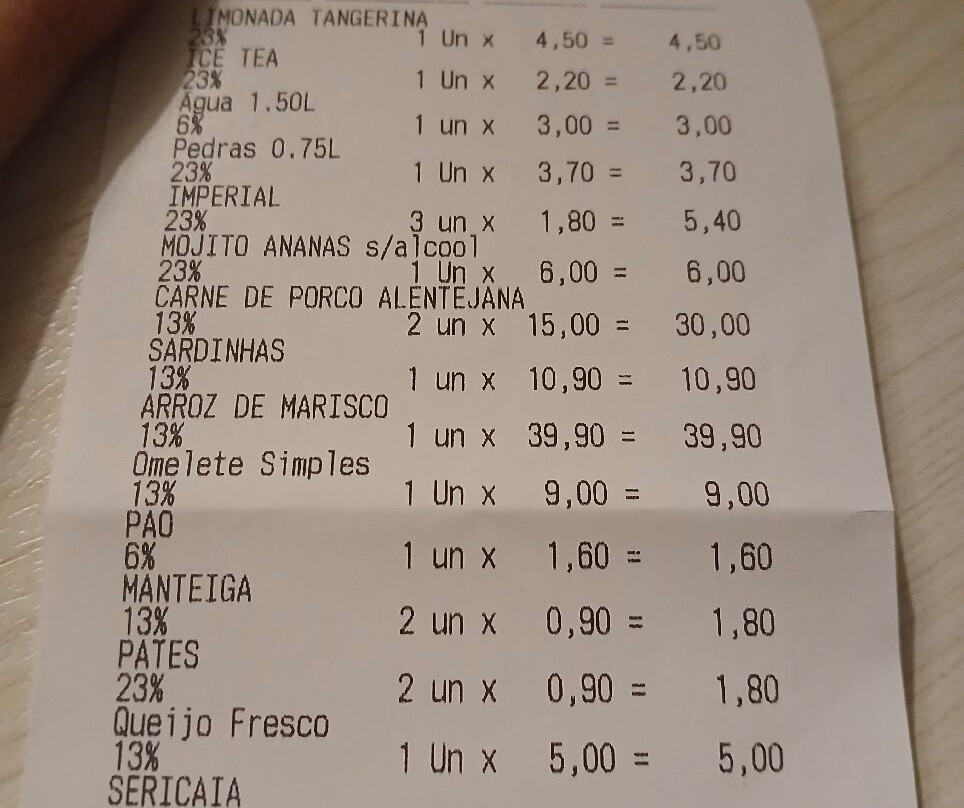 LIMONADA TANGERINA
23% 1 Un x 4,50 = 4,50
ICE TEA
23% 1 Un x 2,20 = 2,20
Agua 1.50L
6% 1 un x 3,00 = 3,00
Pedras 0.75L
23% 1 Un x 3,70 = 3,70
IMPERIAL
23% 3 un x 1,80 = 5,40
MOJITO ANANAS s/alcool
23% 1 Un x 6,00 = 6,00
CARNE DE PORCO ALENTEJANA
13% 2 un x 15,00 = 30,00
SARDINHAS
13% 1 un x 10,90 = 10,90
ARROZ DE MARISCO
13% 1 un x 39,90 = 39,90
Omelete Simples
13% 1 Un x 9,00 = 9,00
PAO
6% 1 un x 1,60 = 1,60
MANTEIGA
13% 2 un x 0,90 = 1,80
PATES
23% 2 un x 0,90 = 1,80
Queijo Fresco
13% 1 Un x 5,00 = 5,00
SERICAIA